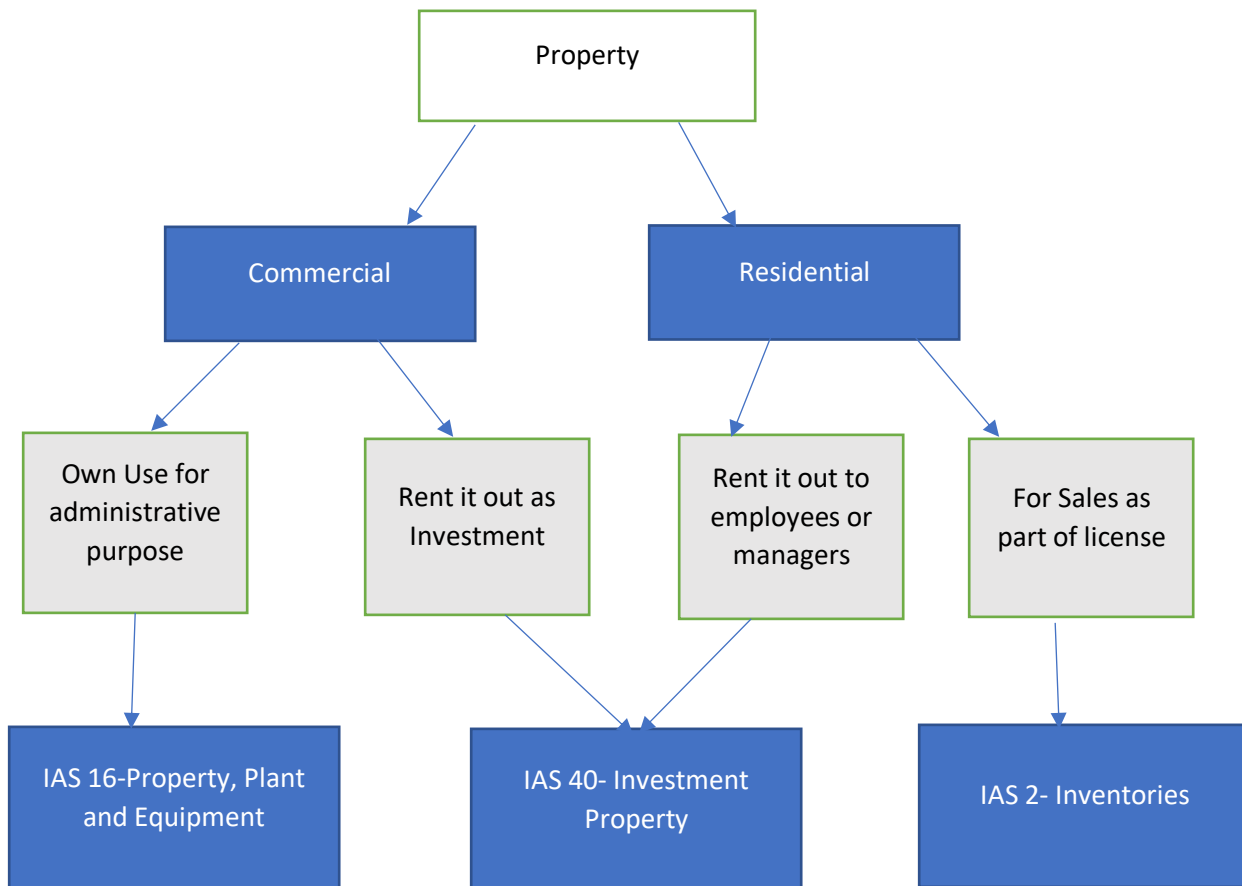 Property
Commercial
Residential
Own Use for
administrative
purpose
Rent it out as
Investment
Rent it out to
employees or
managers
For Sales as
part of license
IAS 16-Property, Plant
and Equipment
IAS 40- Investment
Property
IAS 2- Inventories